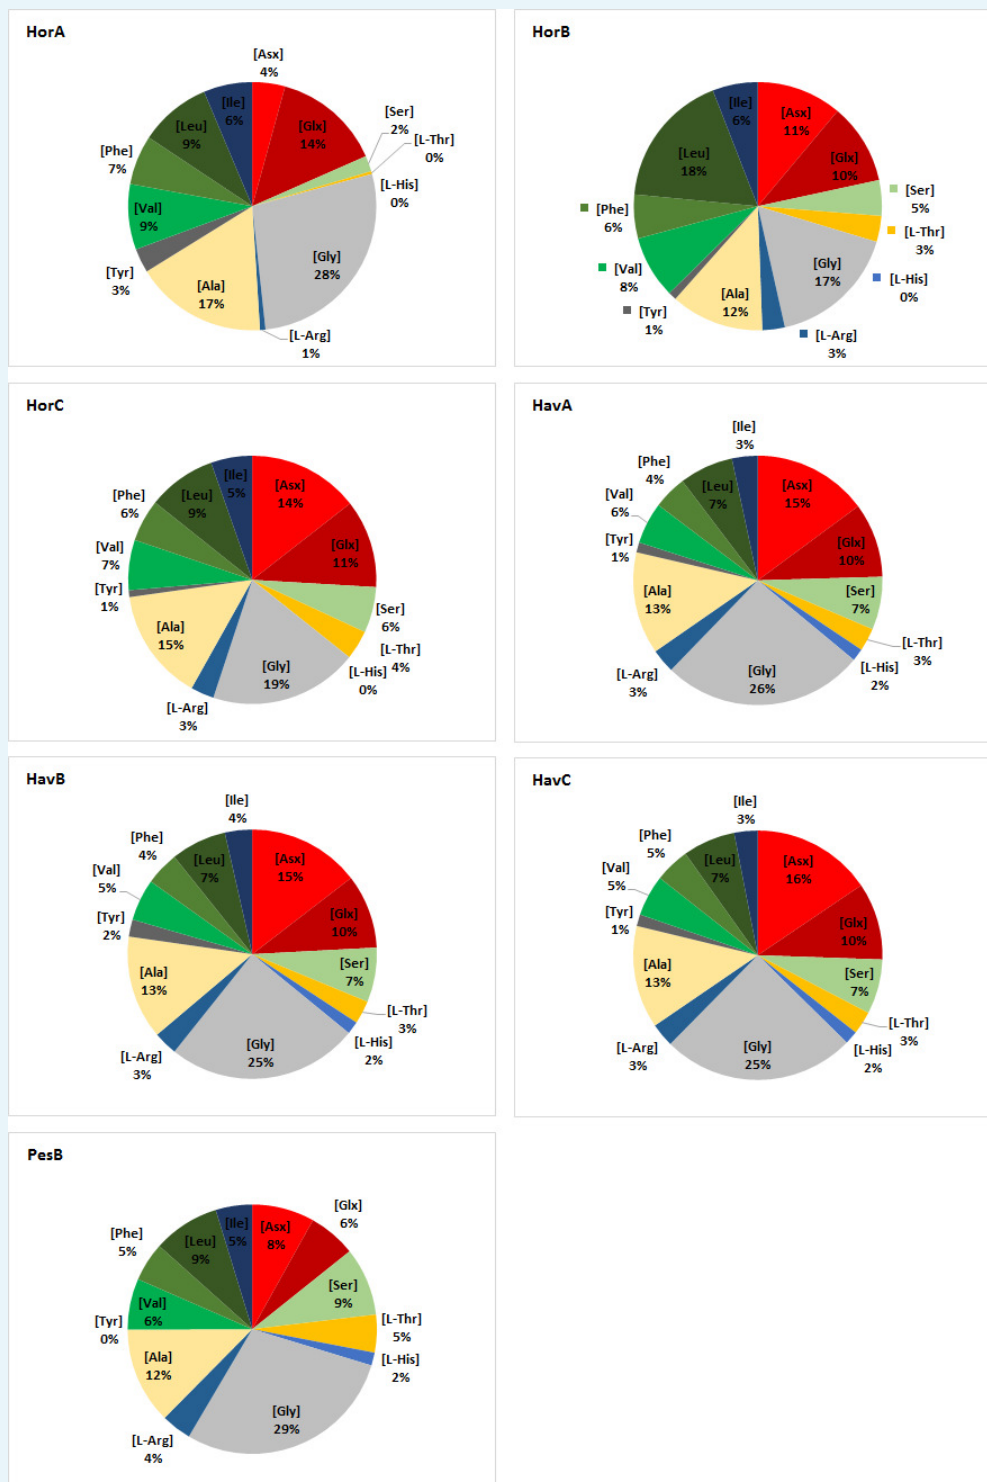 HorA
[Asx]
4%
[Glx]
14%
[Ser]
2%
[L-Thr]
0%
[L-His]
0%
[Gly]
28%
[L-Arg]
1%
[Ala]
17%
[Tyr]
3%
[Val]
9%
[Phe]
7%
[Leu]
9%
[Ile]
6%
HorB
[Asx]
11%
[Glx]
10%
[Ser]
5%
[L-Thr]
3%
[L-His]
0%
[Gly]
17%
[L-Arg]
3%
[Ala]
12%
[Tyr]
1%
[Val]
8%
[Phe]
6%
[Leu]
18%
[Ile]
6%
HorC
[Asx]
14%
[Glx]
11%
[Ser]
6%
[L-Thr]
4%
[L-His]
0%
[Gly]
19%
[L-Arg]
3%
[Ala]
15%
[Tyr]
1%
[Val]
7%
[Phe]
6%
[Leu]
9%
[Ile]
5%
HavA
[Asx]
15%
[Glx]
10%
[Ser]
7%
[L-Thr]
3%
[L-His]
2%
[Gly]
26%
[L-Arg]
3%
[Ala]
13%
[Tyr]
1%
[Val]
6%
[Phe]
4%
[Leu]
7%
[Ile]
3%
HavB
[Asx]
15%
[Glx]
10%
[Ser]
7%
[L-Thr]
3%
[L-His]
2%
[Gly]
25%
[L-Arg]
3%
[Ala]
13%
[Tyr]
2%
[Val]
5%
[Phe]
4%
[Leu]
7%
[Ile]
4%
HavC
[Asx]
16%
[Glx]
10%
[Ser]
7%
[L-Thr]
3%
[L-His]
2%
[Gly]
25%
[L-Arg]
3%
[Ala]
13%
[Tyr]
1%
[Val]
5%
[Phe]
5%
[Leu]
7%
[Ile]
3%
PesB
[Asx]
8%
[Glx]
6%
[Ser]
9%
[L-Thr]
5%
[L-His]
2%
[Gly]
29%
[L-Arg]
4%
[Ala]
12%
[Tyr]
0%
[Val]
6%
[Phe]
5%
[Leu]
9%
[Ile]
5%